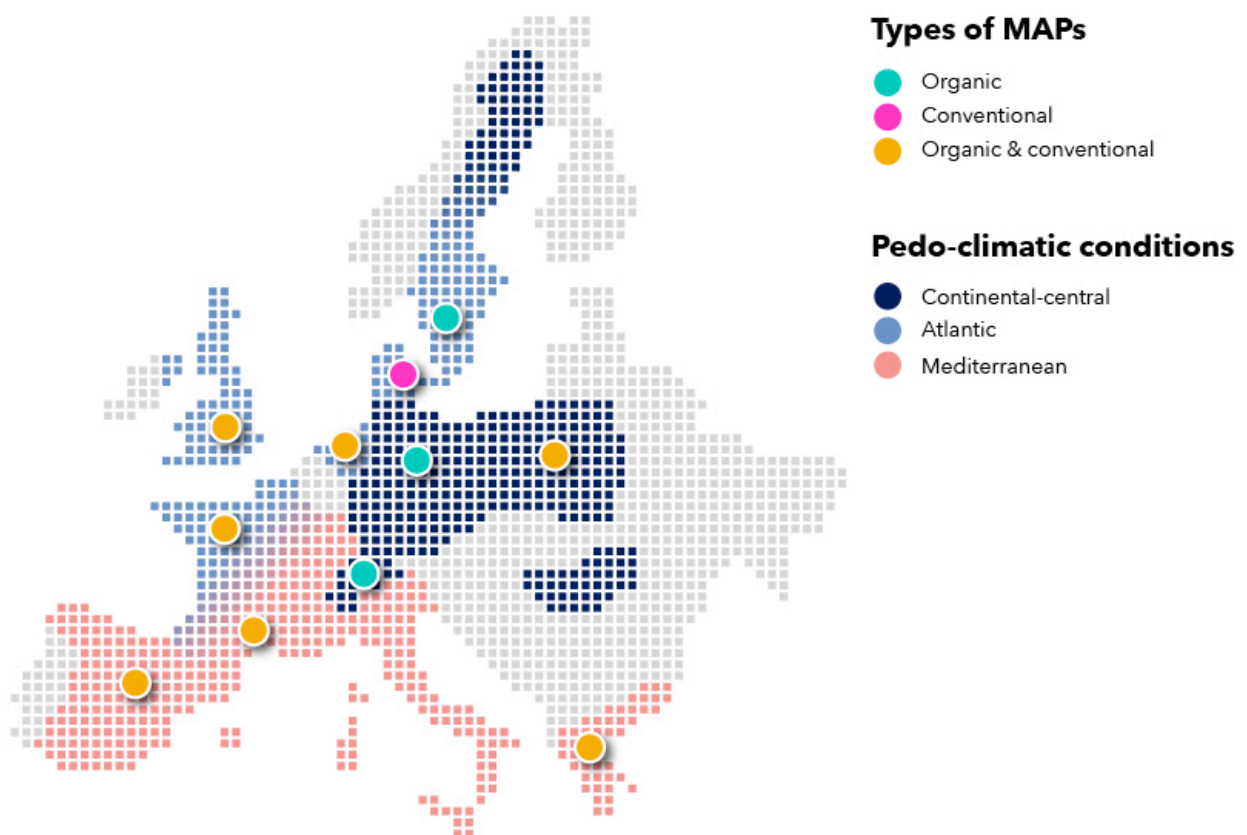 Types of MAPs
Organic
Conventional
Organic & conventional
Pedo-climatic conditions
Continental-central
Atlantic
Mediterranean